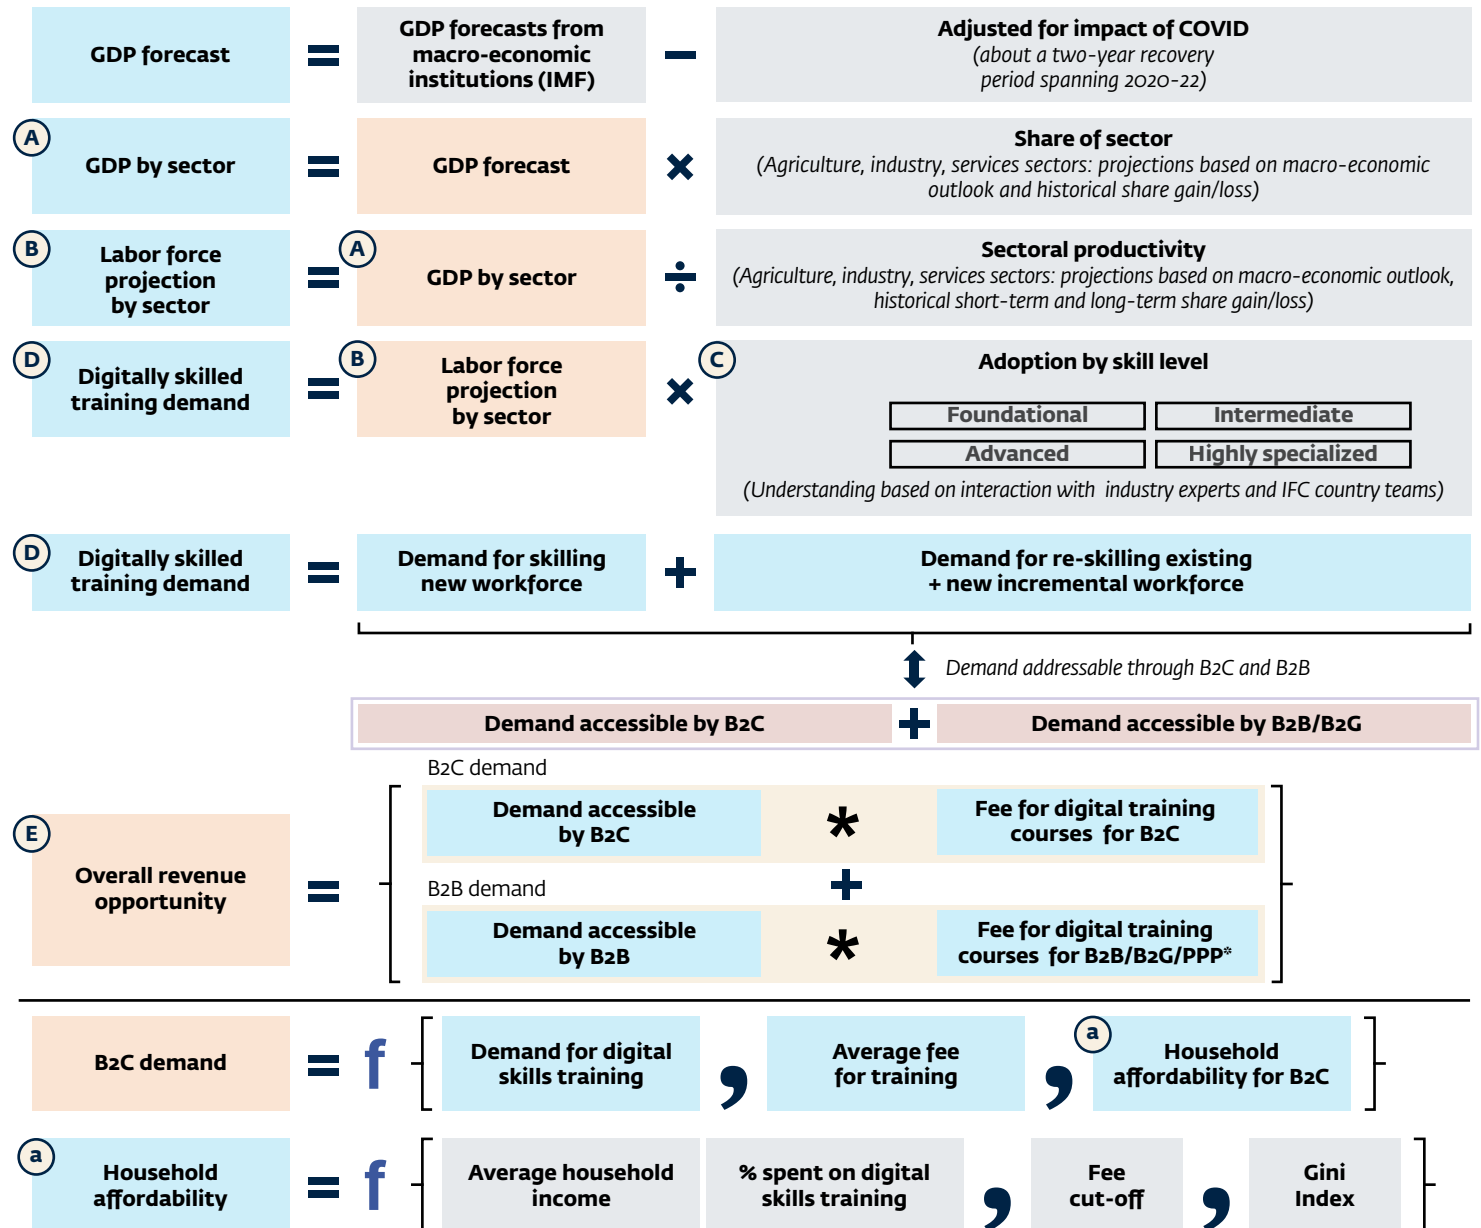 GDP forecast
=
GDP forecasts from
macro-economic
institutions (IMF)
−
Adjusted for impact of COVID
(about a two-year recovery
period spanning 2020-22)
A
GDP by sector
=
GDP forecast
×
Share of sector
(Agriculture, industry, services sectors: projections based on macro-economic
outlook and historical share gain/loss)
B
Labor force
projection
by sector
=
A
GDP by sector
÷
Sectoral productivity
(Agriculture, industry, services sectors: projections based on macro-economic outlook,
historical short-term and long-term share gain/loss)
D
Digitally skilled
training demand
=
B
Labor force
projection
by sector
×
C
Adoption by skill level
Foundational
Intermediate
Advanced
Highly specialized
(Understanding based on interaction with industry experts and IFC country teams)
D
Digitally skilled
training demand
=
Demand for skilling
new workforce
+
Demand for re-skilling existing
+ new incremental workforce
Demand addressable through B2C and B2B
Demand accessible by B2C
+
Demand accessible by B2B/B2G
E
Overall revenue
opportunity
=
B2C demand
Demand accessible
by B2C
*
Fee for digital training
courses for B2C
+
B2B demand
Demand accessible
by B2B
*
Fee for digital training
courses for B2B/B2G/PPP*
B2C demand
=
f
Demand for digital
skills training
,
Average fee
for training
,
a
Household
affordability for B2C
a
Household
affordability
=
f
Average household
income
% spent on digital
skills training
,
Fee
cut-off
,
Gini
Index